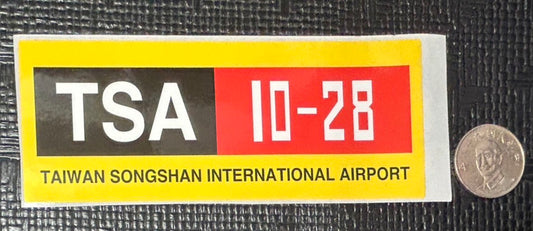 TSA 10-28
TAIWAN SONGSHAN INTERNATIONAL AIRPORT